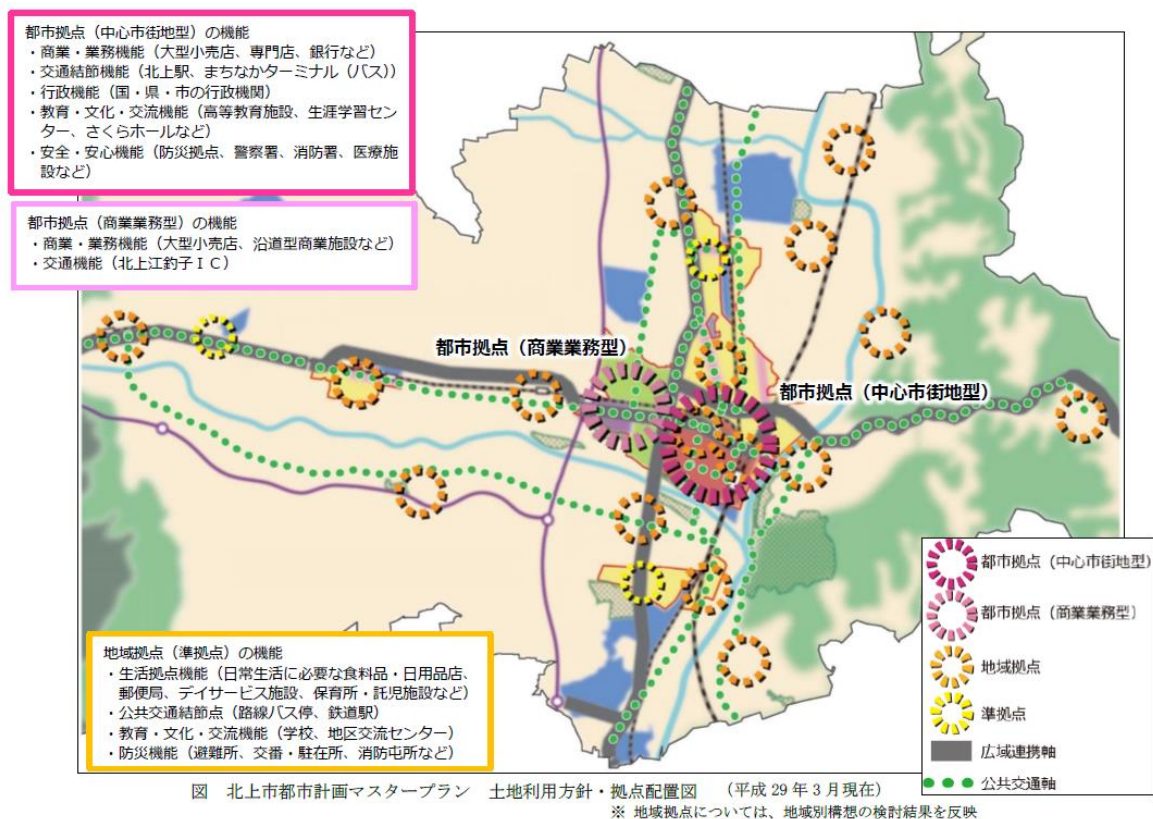 都市拠点（中心市街地型）の機能
・商業・業務機能（大型小売店、専門店、銀行など）
・交通結節機能（北上駅、まちなかターミナル（バス））
・行政機能（国・県・市の行政機関）
・教育・文化・交流機能（高等教育施設、生涯学習セン
ター、さくらホールなど）
・安全・安心機能（防災拠点、警察署、消防署、医療施
設など）
都市拠点（商業業務型）の機能
・商業・業務機能（大型小売店、沿道型商業施設など）
・交通機能（北上江釣子ＩＣ）
都市拠点（商業業務型）
都市拠点（中心市街地型）
地域拠点（準拠点）の機能
・生活拠点機能（日常生活に必要な食料品・日用品店、
郵便局、デイサービス施設、保育所・託児施設など）
・公共交通結節点（路線バス停、鉄道駅）
・教育・文化・交流機能（学校、地区交流センター）
・防災機能（避難所、交番・駐在所、消防屯所など）
都市拠点（中心市街地型）
都市拠点（商業業務型）
地域拠点
準拠点
広域連携軸
公共交通軸
図　北上市都市計画マスタープラン　土地利用方針・拠点配置図　（平成 29 年 3 月現在）
※ 地域拠点については、地域別構想の検討結果を反映